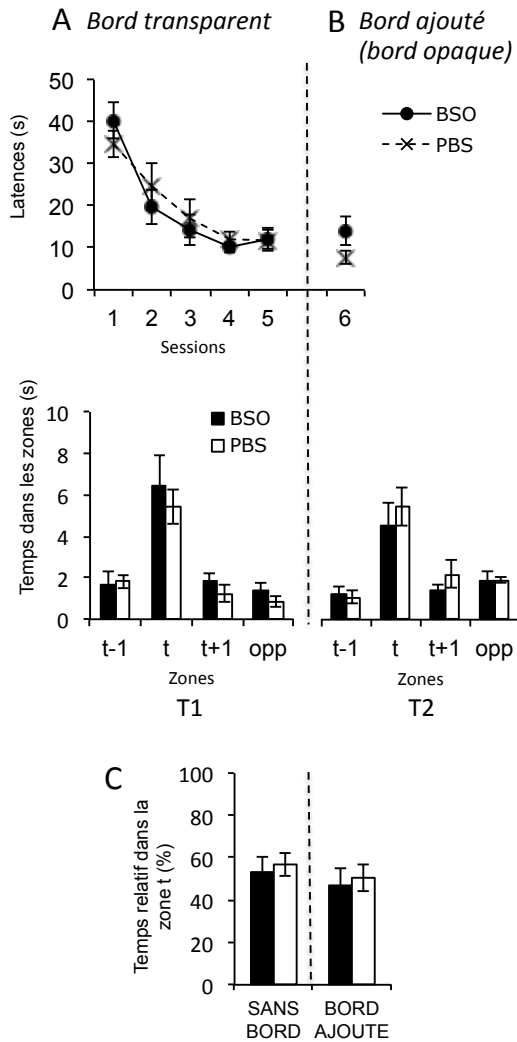 A Bord transparent
B Bord ajouté
(bord opaque)
Latences (s)
50
40
30
20
10
0
BSO
PBS
1 2 3 4 5 6
Sessions
Temps dans les zones (s)
10
8
6
4
2
0
BSO
PBS
t-1 t t+1 opp t-1 t t+1 opp
Zones Zones
T1 T2
C
Temps relatif dans la
zone t (%)
100
80
60
40
20
0
SANS
BORD
BORD
AJOUTE